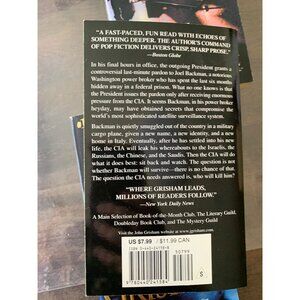 "A FAST-PACED, FUN READ WITH ECHOES OF
SOMETHING DEEPER. THE AUTHOR'S COMMAND
OF POP FICTION DELIVERS CRISP, SHARP PROSE."
—Boston Globe
In his final hours in office, the outgoing President grants a
controversial last-minute pardon to Joel Backman, a notorious
Washington power broker who has spent the last six years
hidden away in a federal prison. What no one knows is that
the President issues the pardon only after receiving enormous
pressure from the CIA. It seems Backman, in his power broker
heyday, may have obtained secrets that compromise the
world's most sophisticated satellite surveillance system.
Backman is quietly smuggled out of the country in a military
cargo plane, given a new name, a new identity, and a new
home in Italy. Eventually, after he has settled into his new
life, the CIA will leak his whereabouts to the Israelis, the
Russians, the Chinese, and the Saudis. Then the CIA will do
what it does best: sit back and watch. The question is not
whether Backman will survive—there is no chance of that.
The question the CIA needs answered is, who will kill him?
"WHERE GRISHAM LEADS,
MILLIONS OF READERS FOLLOW."
—New York Daily News
A Main Selection of Book-of-the-Month Club, The Literary Guild,
Doubleday Book Club, and The Mystery Guild
Visit the John Grisham website at www.jgrisham.com.
US $7.99 / $11.99 CAN
ISBN 0-440-24158-9
50799
9 780440 241584
S